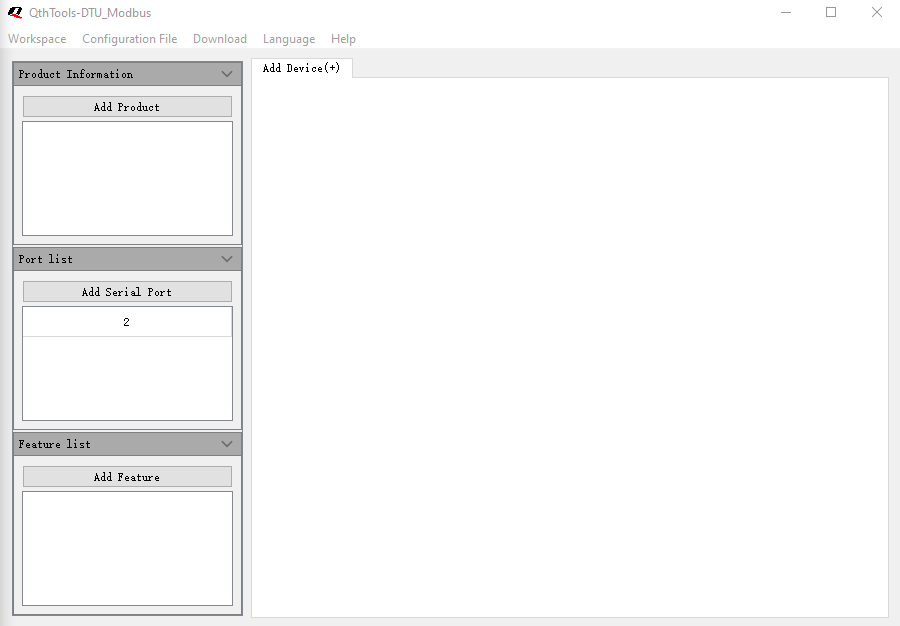 QthTools-DTU_Modbus
Workspace Configuration File Download Language Help
Product Information
Add Product
Port list
Add Serial Port
2
Feature list
Add Feature
Add Device(+)